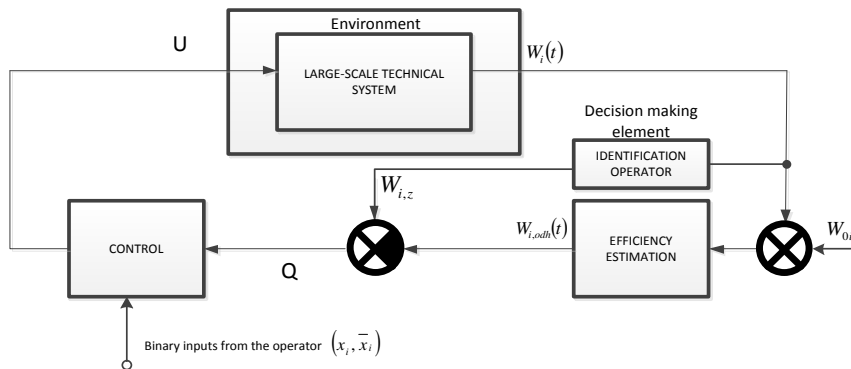 Environment
U
LARGE-SCALE TECHNICAL
SYSTEM
W_i(t)
Decision making
element
IDENTIFICATION
OPERATOR
W_{i,z}
CONTROL
Q
W_{i,odh}(t)
EFFICIENCY
ESTIMATION
Binary inputs from the operator (x_i, x̄_i)